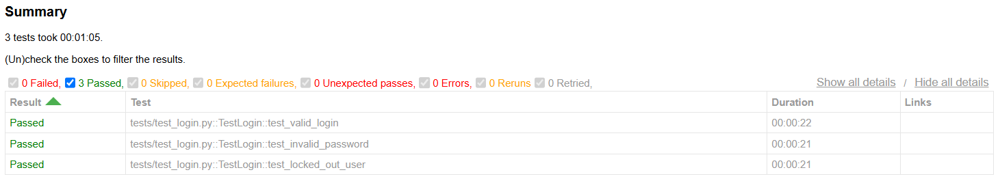 Summary
3 tests took 00:01:05.
(Un)check the boxes to filter the results.
0 Failed, 3 Passed, 0 Skipped, 0 Expected failures, 0 Unexpected passes, 0 Errors, 0 Reruns 0 Retried, Show all details / Hide all details
Result Test Duration Links
Passed tests/test_login.py::TestLogin::test_valid_login 00:00:22
Passed tests/test_login.py::TestLogin::test_invalid_password 00:00:21
Passed tests/test_login.py::TestLogin::test_locked_out_user 00:00:21